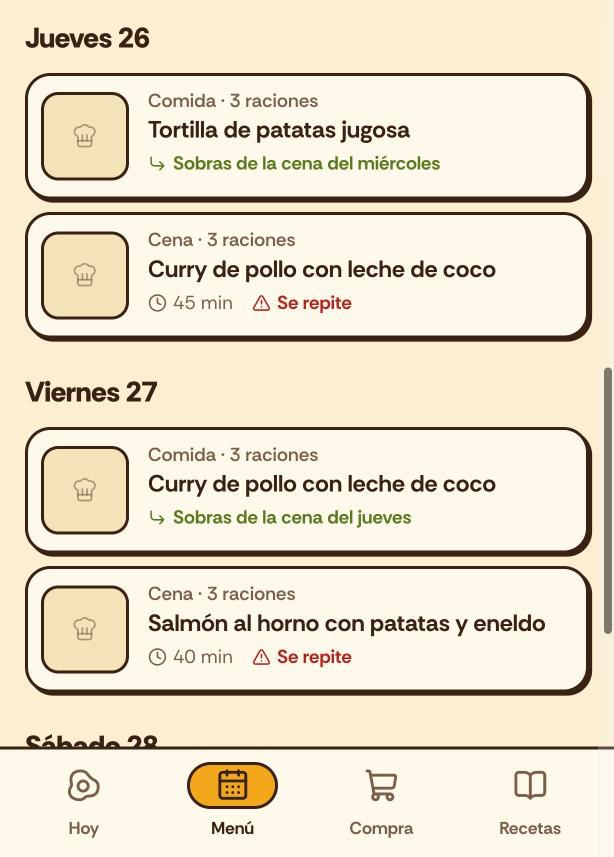 Jueves 26
Comida · 3 raciones
Tortilla de patatas jugosa
Sobras de la cena del miércoles
Cena · 3 raciones
Curry de pollo con leche de coco
45 min Se repite
Viernes 27
Comida · 3 raciones
Curry de pollo con leche de coco
Sobras de la cena del jueves
Cena · 3 raciones
Salmón al horno con patatas y eneldo
40 min Se repite
Sábado 28
Hoy Menú Compra Recetas